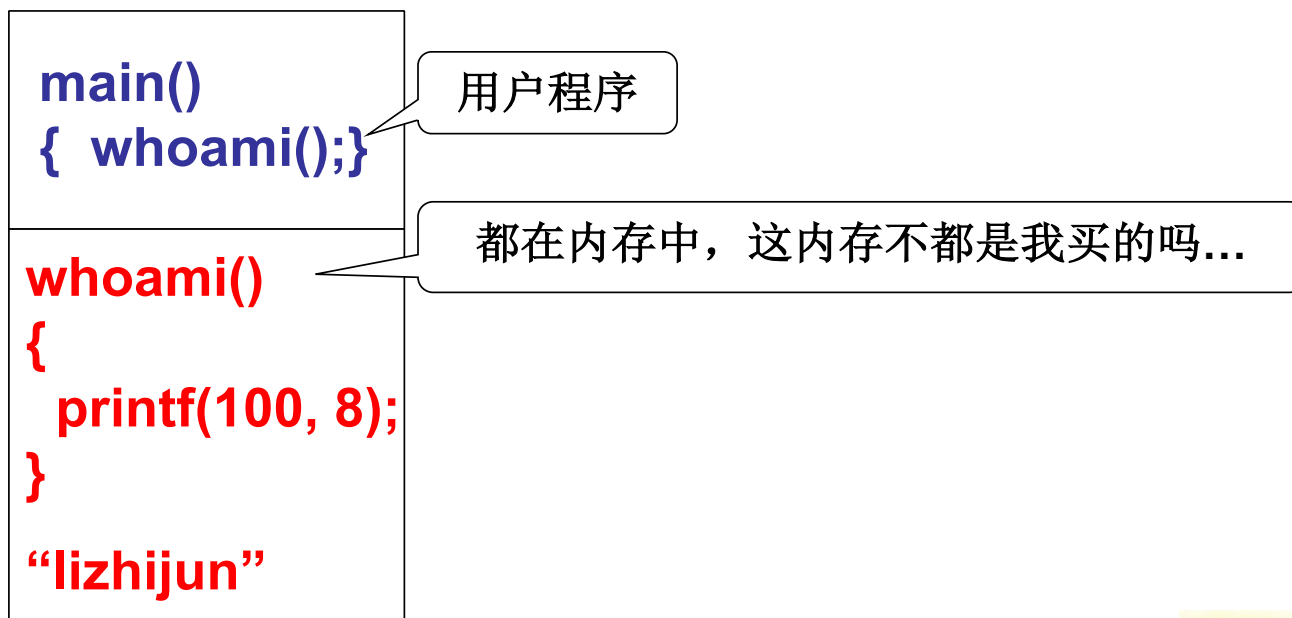 main()
{ whoami();}
用户程序
都在内存中，这内存不都是我买的吗...
whoami()
{
printf(100, 8);
}
“lizhijun”